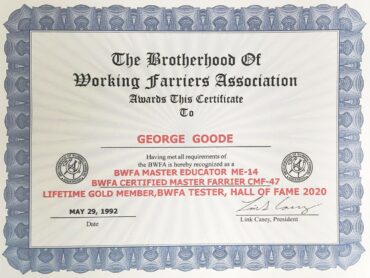 The Brotherhood Of
Working Farriers Association
Awards This Certificate
To
GEORGE GOODE
Having met all requirements of
the BWFA is hereby recognized as a
BWFA MASTER EDUCATOR ME-14
BWFA CERTIFIED MASTER FARRIER CMF-47
LIFETIME GOLD MEMBER,BWFA TESTER, HALL OF FAME 2020
MAY 29, 1992
Date
Link Casey, President